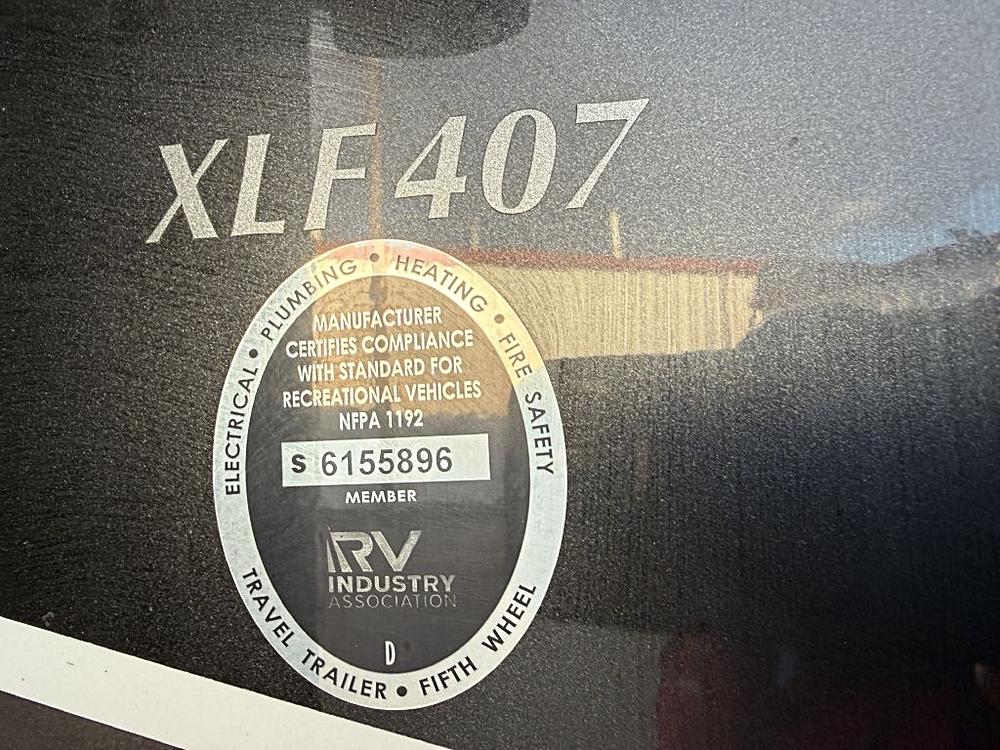 XLF 407
ELECTRICAL • PLUMBING • HEATING • FIRE SAFETY
MANUFACTURER
CERTIFIES COMPLIANCE
WITH STANDARD FOR
RECREATIONAL VEHICLES
NFPA 1192
S 6155896
MEMBER
RV
INDUSTRY
ASSOCIATION
D
TRAVEL TRAILER • FIFTH WHEEL